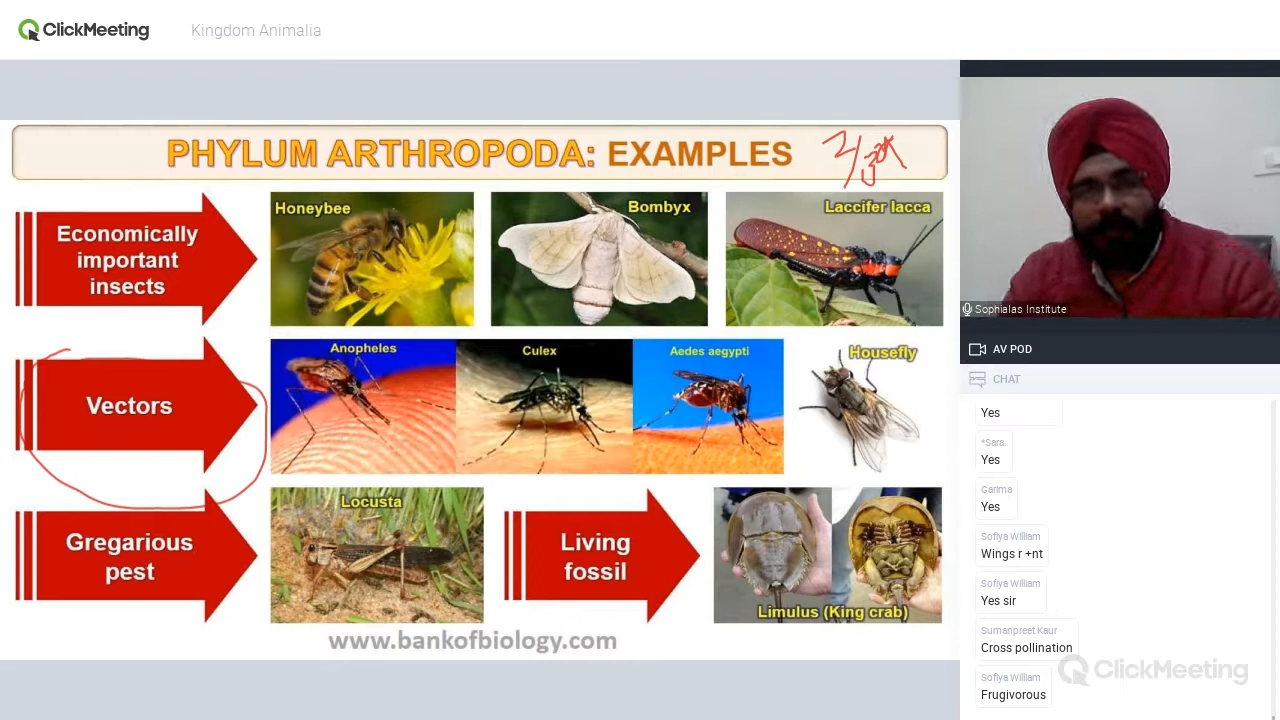 ClickMeeting
Kingdom Animalia
PHYLUM ARTHROPODA: EXAMPLES
Economically
important
insects
Honeybee
Bombyx
Laccifer lacca
Vectors
Anopheles
Culex
Aedes aegypti
Housefly
Gregarious
pest
Locusta
Living
fossil
Limulus (King crab)
www.bankofbiology.com
Sophialas Institute
AV POD
CHAT
Yes
*Sara.
Yes
Garima
Yes
Sofiya William
Wings r +nt
Sofiya William
Yes sir
Sumanpreet Kaur
Cross pollination
Sofiya William
Frugivorous
ClickMeeting